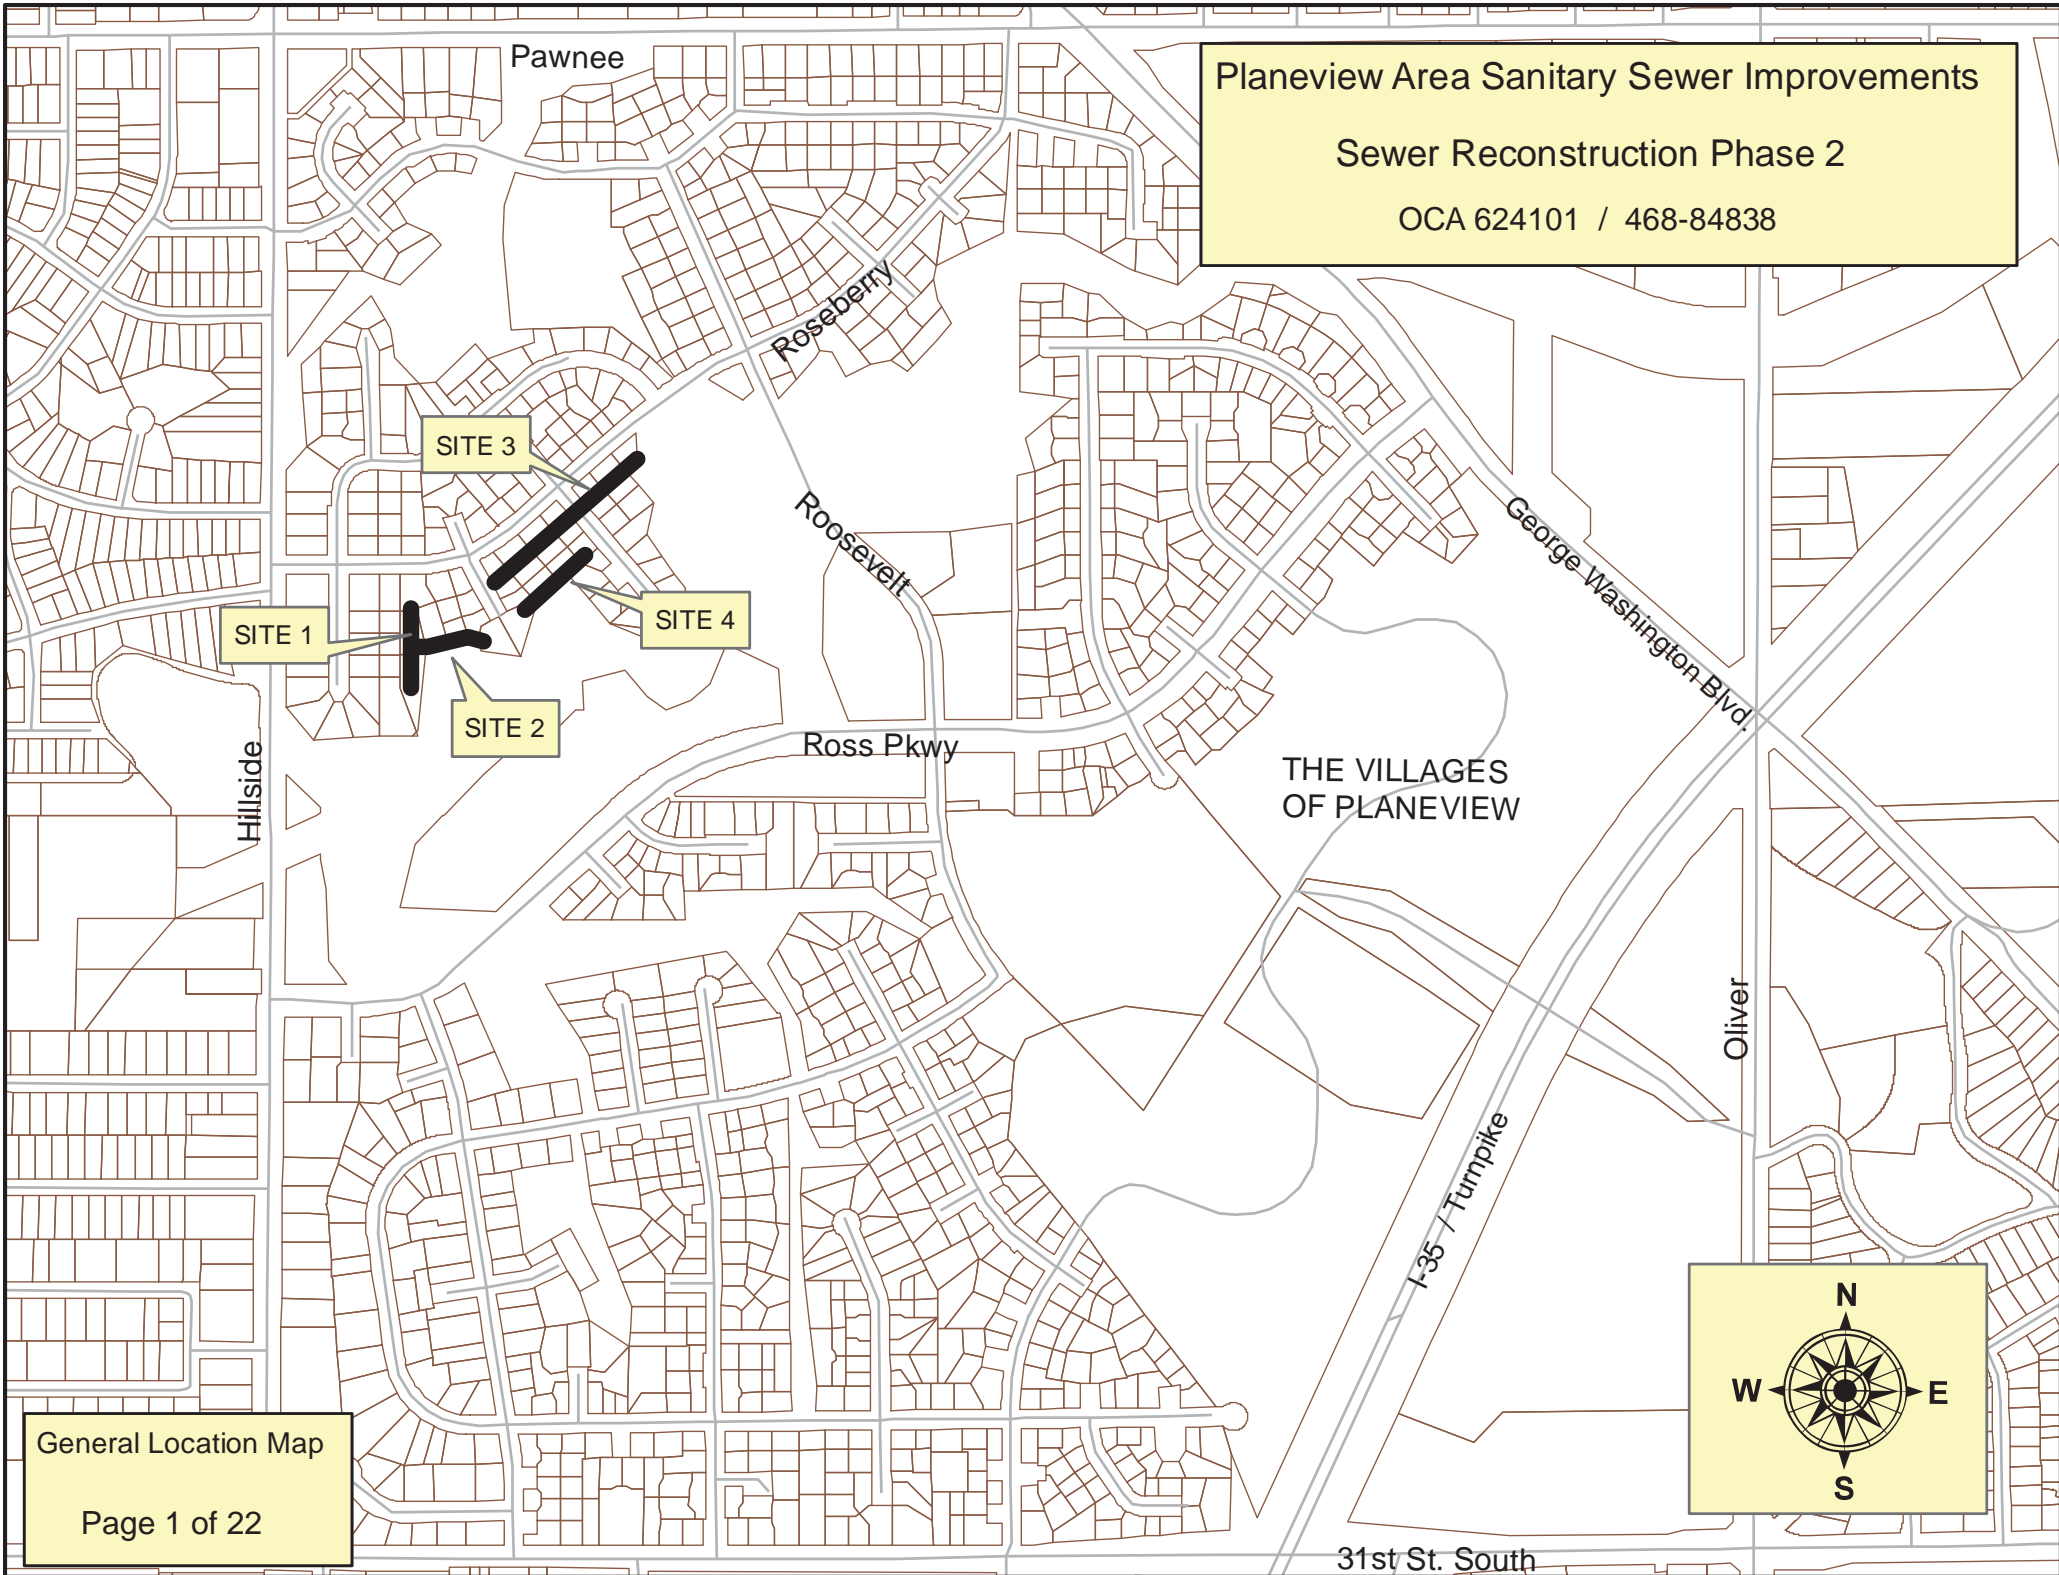 Pawnee
Planeview Area Sanitary Sewer Improvements
Sewer Reconstruction Phase 2
OCA 624101 / 468-84838
Roseberry
SITE 3
Roosevelt
George Washington Blvd.
SITE 1
SITE 4
SITE 2
Hillside
Ross Pkwy
THE VILLAGES
OF PLANEVIEW
Oliver
I-35 / Turnpike
N
W
E
S
General Location Map
Page 1 of 22
31st St. South